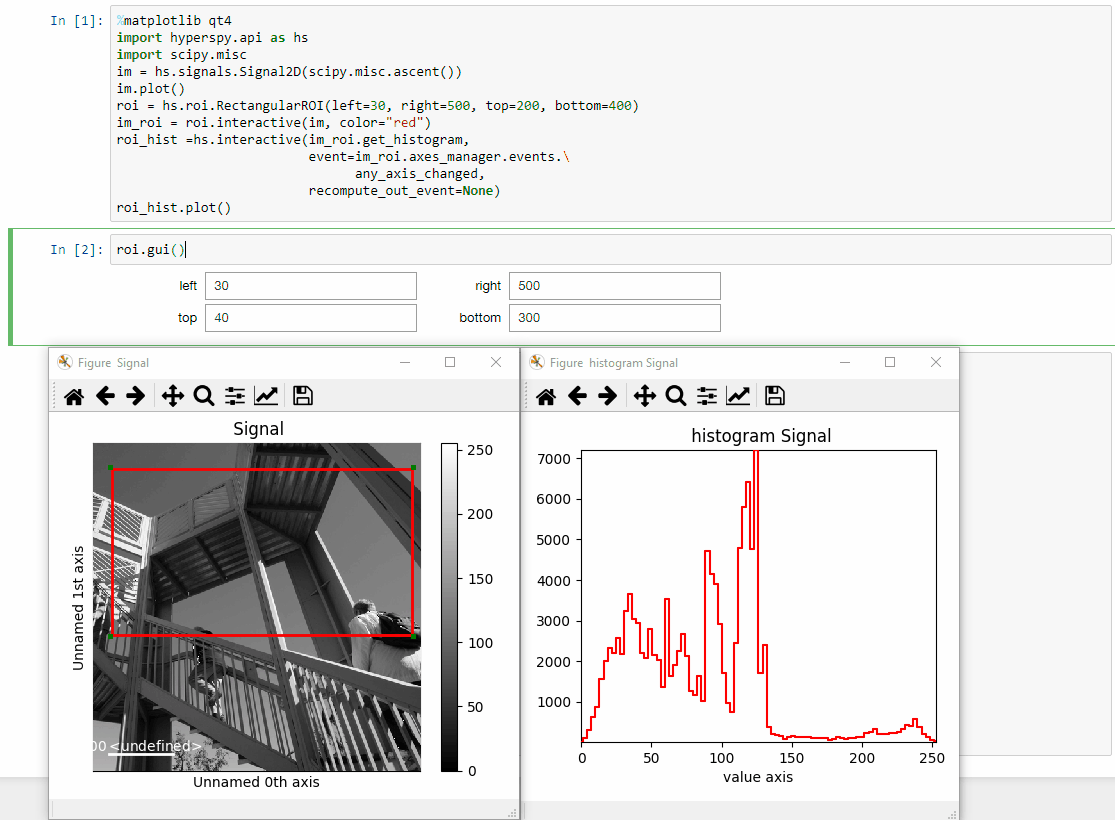 In [1]: %matplotlib qt4
import hyperspy.api as hs
import scipy.misc
im = hs.signals.Signal2D(scipy.misc.ascent())
im.plot()
roi = hs.roi.RectangularROI(left=30, right=500, top=200, bottom=400)
im_roi = roi.interactive(im, color="red")
roi_hist =hs.interactive(im_roi.get_histogram,
event=im_roi.axes_manager.events.\
any_axis_changed,
recompute_out_event=None)
roi_hist.plot()
In [2]: roi.gui()
left 30 right 500
top 40 bottom 300
Figure Signal
Signal
250
200
150
100
50
0
Unnamed 1st axis
00 <undefined>
Unnamed 0th axis
Figure histogram Signal
histogram Signal
7000
6000
5000
4000
3000
2000
1000
0 50 100 150 200 250
value axis